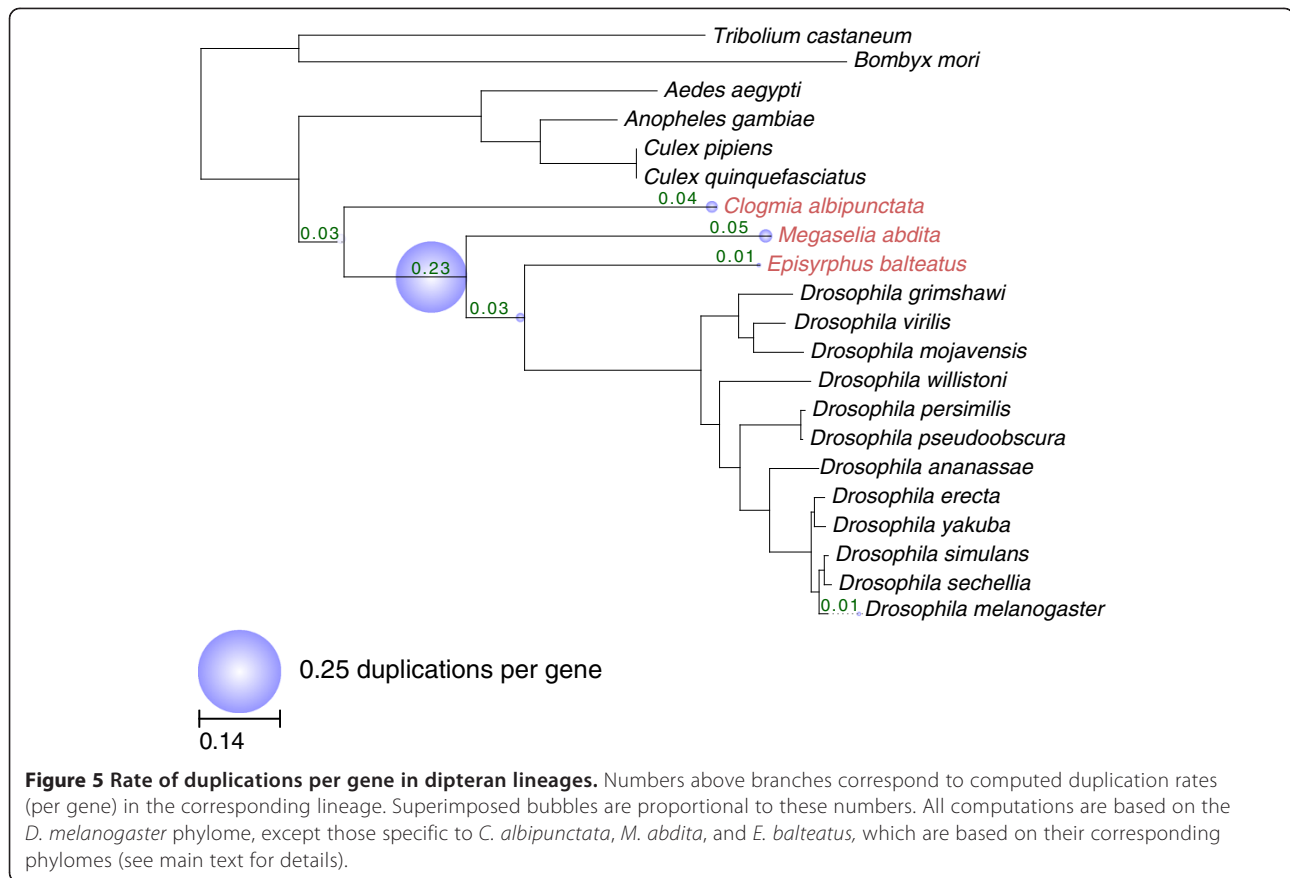 Tribolium castaneum
Bombyx mori
Aedes aegypti
Anopheles gambiae
Culex pipiens
Culex quinquefasciatus
0.04
Clogmia albipunctata
0.03
0.05
Megaselia abdita
0.23
0.01
Episyrphus balteatus
0.03
Drosophila grimshawi
Drosophila virilis
Drosophila mojavensis
Drosophila willistoni
Drosophila persimilis
Drosophila pseudoobscura
Drosophila ananassae
Drosophila erecta
Drosophila yakuba
Drosophila simulans
Drosophila sechellia
0.01
Drosophila melanogaster
0.25 duplications per gene
0.14
Figure 5 Rate of duplications per gene in dipteran lineages. Numbers above branches correspond to computed duplication rates
(per gene) in the corresponding lineage. Superimposed bubbles are proportional to these numbers. All computations are based on the
D. melanogaster phylome, except those specific to C. albipunctata, M. abdita, and E. balteatus, which are based on their corresponding
phylomes (see main text for details).